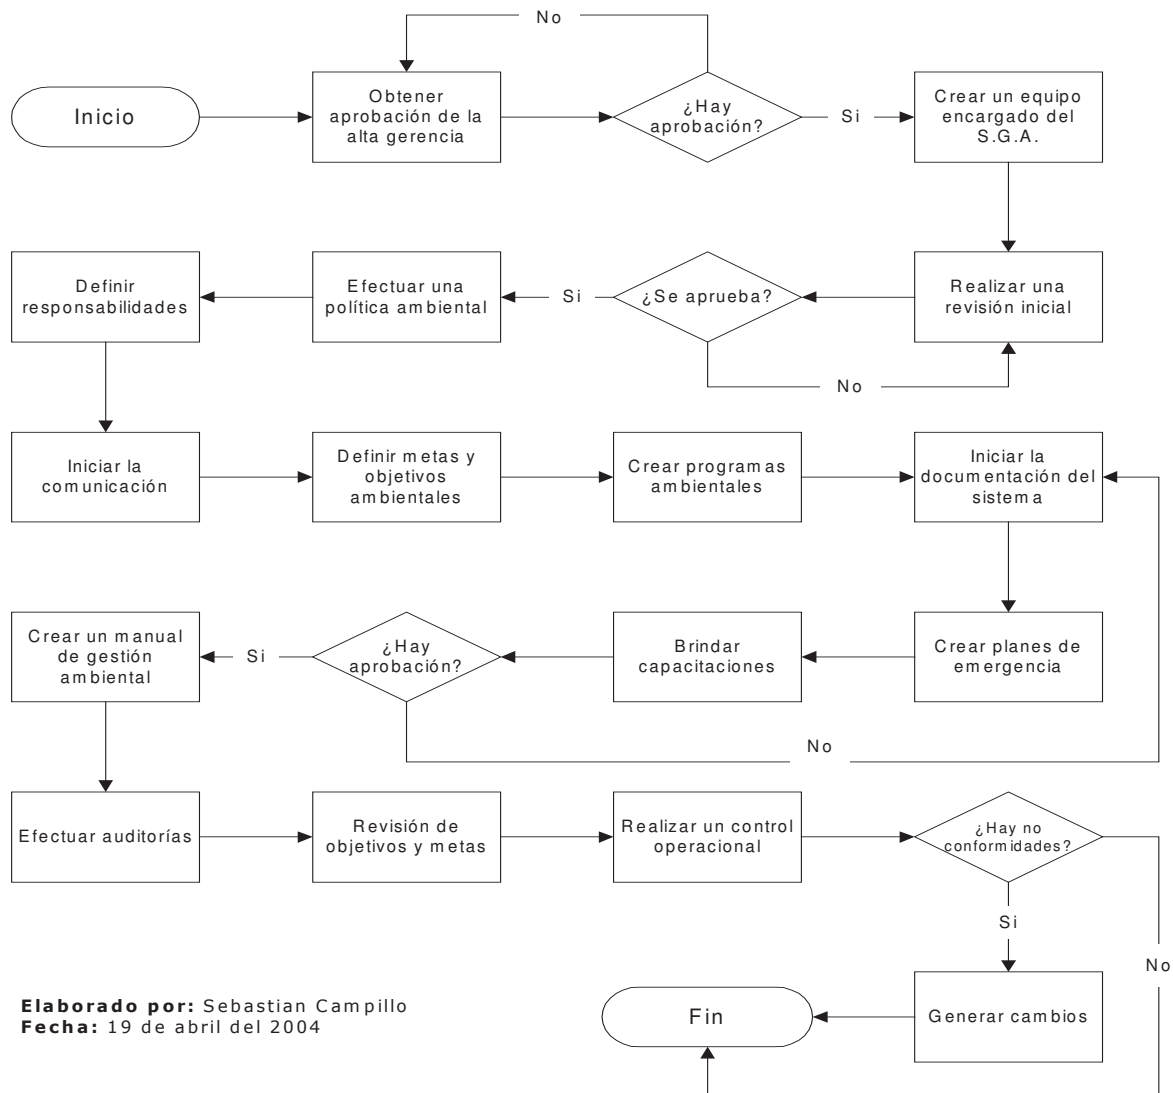 No
Inicio
Obtener
aprobación de la
alta gerencia
¿Hay
aprobación?
Si
Crear un equipo
encargado del
S.G.A.
Definir
responsabilidades
Efectuar una
política ambiental
Si
¿Se aprueba?
Realizar una
revisión inicial
No
Iniciar la
comunicación
Definir metas y
objetivos
ambientales
Crear programas
ambientales
Iniciar la
documentación del
sistema
Crear un manual
de gestión
ambiental
Si
¿Hay
aprobación?
Brindar
capacitaciones
Crear planes de
emergencia
No
Efectuar auditorías
Revisión de
objetivos y metas
Realizar un control
operacional
¿Hay no
conformidades?
Si
No
Elaborado por: Sebastian Campillo
Fecha: 19 de abril del 2004
Fin
Generar cambios